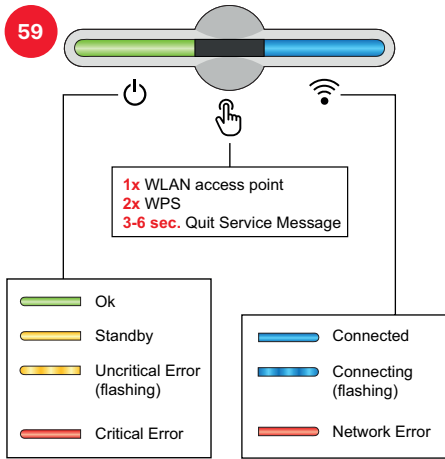 59
1x WLAN access point
2x WPS
3-6 sec. Quit Service Message
Ok
Standby
Uncritical Error
(flashing)
Critical Error
Connected
Connecting
(flashing)
Network Error